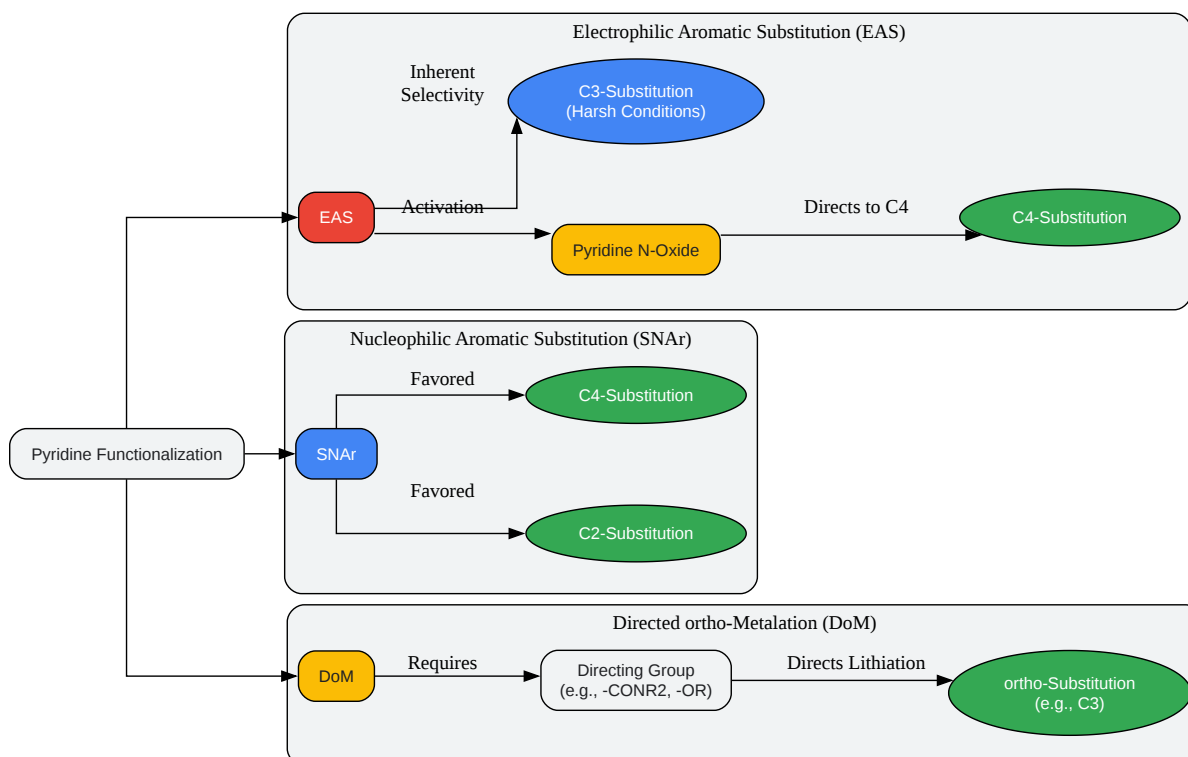 Electrophilic Aromatic Substitution (EAS)
Inherent
Selectivity
C3-Substitution
(Harsh Conditions)
EAS
Activation
Pyridine N-Oxide
Directs to C4
C4-Substitution
Nucleophilic Aromatic Substitution (SNAr)
Favored
C4-Substitution
Pyridine Functionalization
SNAr
Favored
C2-Substitution
Directed ortho-Metalation (DoM)
DoM
Requires
Directing Group
(e.g., -CONR2, -OR)
Directs Lithiation
ortho-Substitution
(e.g., C3)